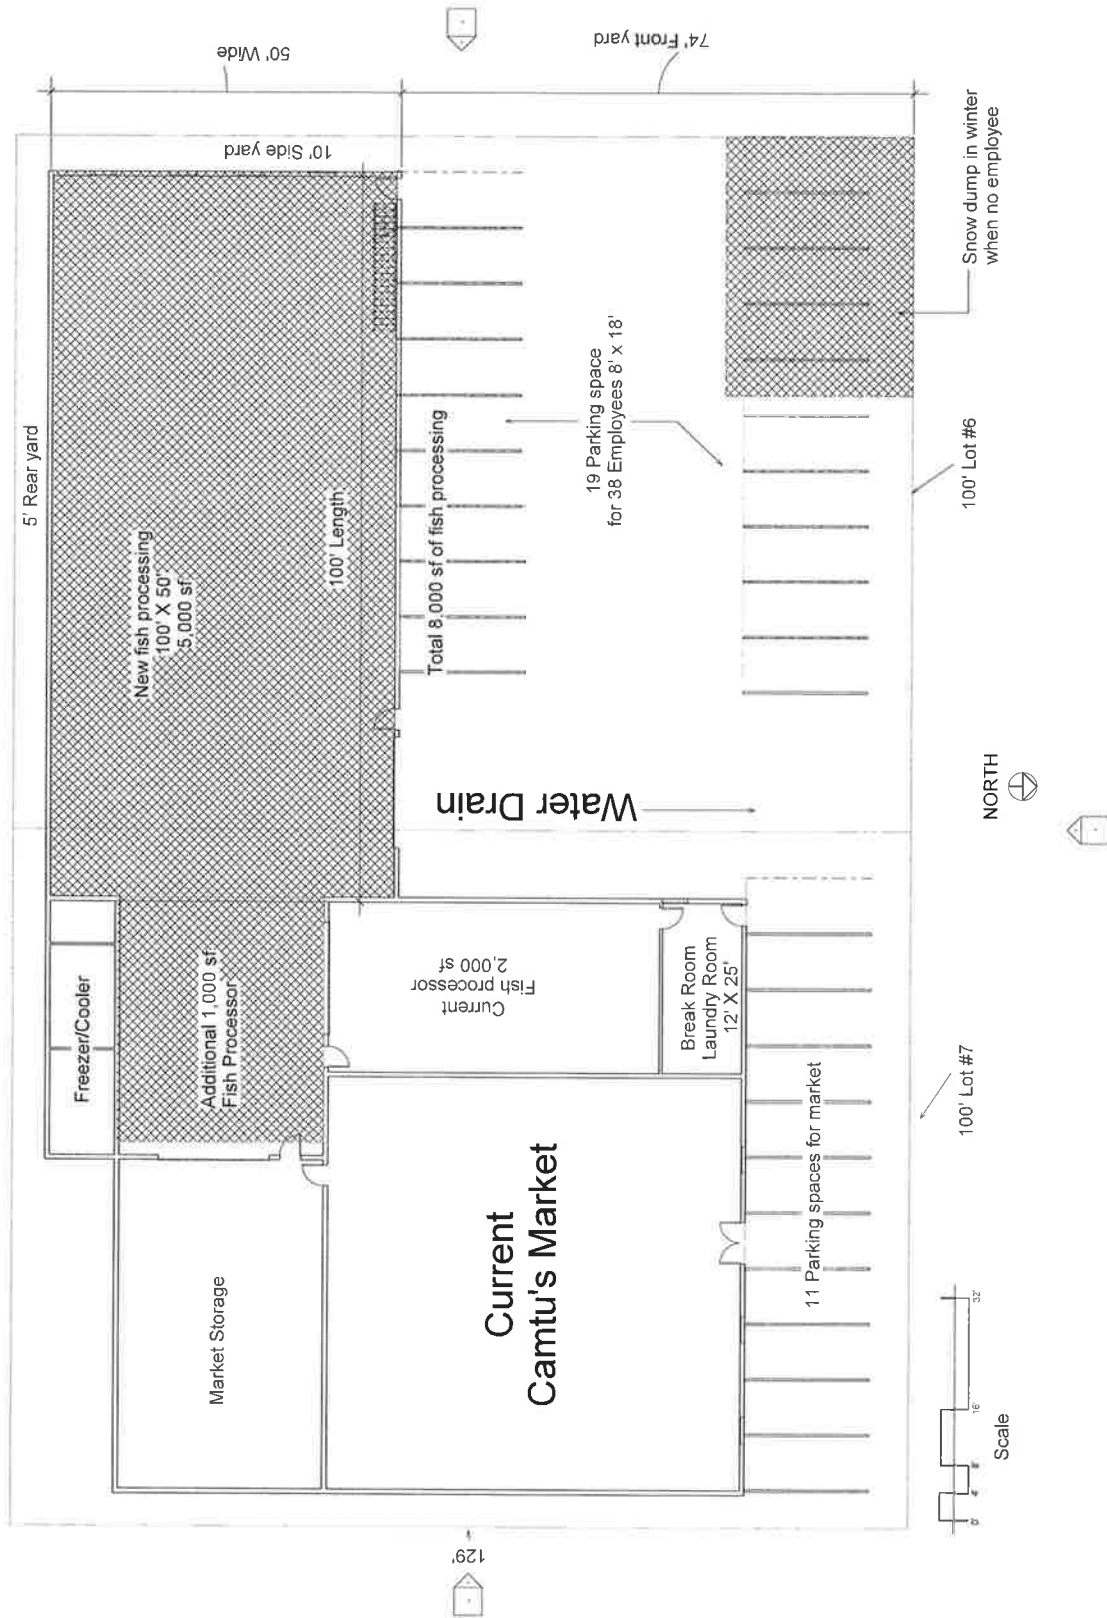 5' Rear yard
50' Wide
10' Side yard
74' Front yard
New fish processing
100' X 50'
5,000 sf
100' Length
Total 8,000 sf of fish processing
19 Parking space
for 38 Employees 8' x 18'
Snow dump in winter
when no employee
100' Lot #6
Freezer/Cooler
Additional 1,000 sf
Fish Processor
Water Drain
Current
Fish processor
2,000 sf
Break Room
Laundry Room
12' X 25'
NORTH
Market Storage
Current
Camtu's Market
11 Parking spaces for market
100' Lot #7
129'
0'
4'
8'
16'
32'
Scale